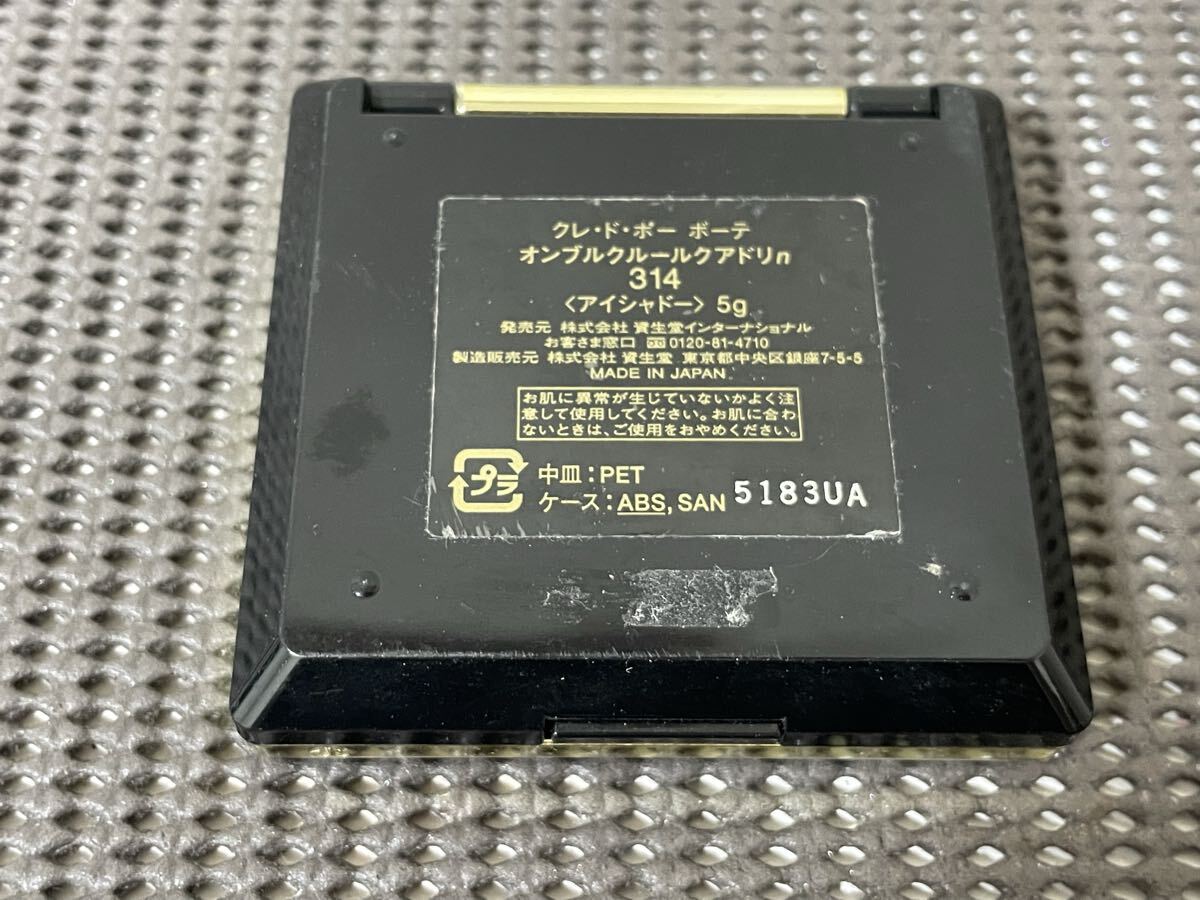 クレ・ド・ポー ボーテ
オンブルクルールクアドリn
314
〈アイシャドー〉 5g
発売元 株式会社 資生堂インターナショナル
お客さま窓口 0120-81-4710
製造販売元 株式会社 資生堂 東京都中央区銀座7-5-5
MADE IN JAPAN
お肌に異常が生じていないかよく注
意して使用してください。お肌に合わ
ないときは、ご使用をおやめください。
プラ 中皿：PET
ケース：ABS, SAN 5183UA